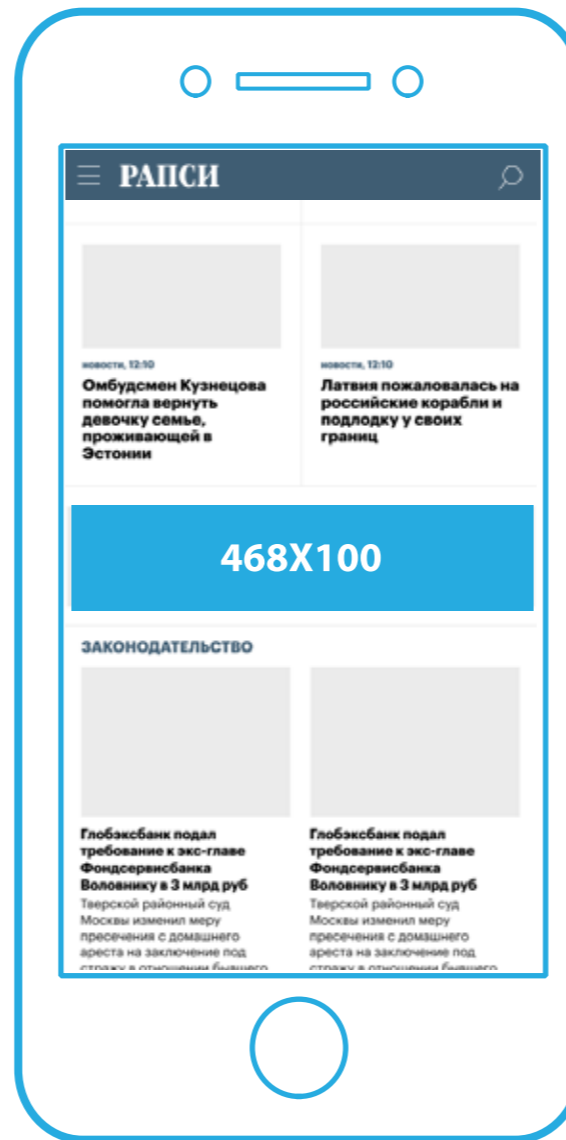 РАПСИ
новости, 12:10
Омбудсмен Кузнецова
помогла вернуть
девочку семье,
проживающей в
Эстонии
новости, 12:10
Латвия пожаловалась на
российские корабли и
подлодку у своих
границ
468X100
ЗАКОНОДАТЕЛЬСТВО
Глобэксбанк подал
требование к экс-главе
Фондсервисбанка
Воловнику в 3 млрд руб
Тверской районный суд
Москвы изменил меру
пресечения с домашнего
ареста на заключение под
стражу в отношении бывшего
Глобэксбанк подал
требование к экс-главе
Фондсервисбанка
Воловнику в 3 млрд руб
Тверской районный суд
Москвы изменил меру
пресечения с домашнего
ареста на заключение под
стражу в отношении бывшего